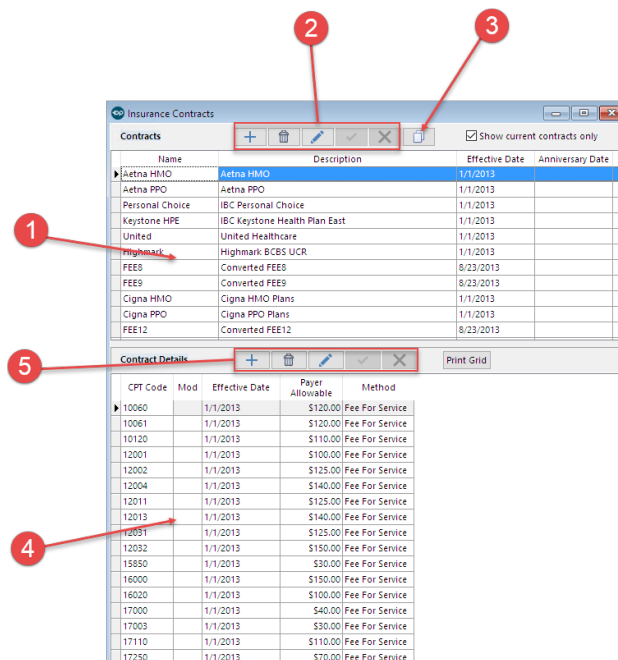 2
3
Insurance Contracts
Contracts
Show current contracts only
Name Description Effective Date Anniversary Date
Aetna HMO Aetna HMO 1/1/2013
Aetna PPO Aetna PPO 1/1/2013
Personal Choice IBC Personal Choice 1/1/2013
Keystone HPE IBC Keystone Health Plan East 1/1/2013
1
United United Healthcare 1/1/2013
Highmark Highmark BCBS UCR 1/1/2013
FEE8 Converted FEE8 8/23/2013
FEE9 Converted FEE9 8/23/2013
Cigna HMO Cigna HMO Plans 1/1/2013
Cigna PPO Cigna PPO Plans 1/1/2013
FEE12 Converted FEE12 8/23/2013
5
Contract Details Print Grid
CPT Code Mod Effective Date Payer Allowable Method
10060 1/1/2013 $120.00 Fee For Service
10061 1/1/2013 $120.00 Fee For Service
10120 1/1/2013 $110.00 Fee For Service
12001 1/1/2013 $100.00 Fee For Service
12002 1/1/2013 $125.00 Fee For Service
12004 1/1/2013 $140.00 Fee For Service
12011 1/1/2013 $125.00 Fee For Service
12013 1/1/2013 $140.00 Fee For Service
12031 1/1/2013 $125.00 Fee For Service
4
12032 1/1/2013 $150.00 Fee For Service
15850 1/1/2013 $30.00 Fee For Service
16000 1/1/2013 $150.00 Fee For Service
16020 1/1/2013 $100.00 Fee For Service
17000 1/1/2013 $40.00 Fee For Service
17003 1/1/2013 $30.00 Fee For Service
17110 1/1/2013 $110.00 Fee For Service
17250 1/1/2013 $70.00 Fee For Service